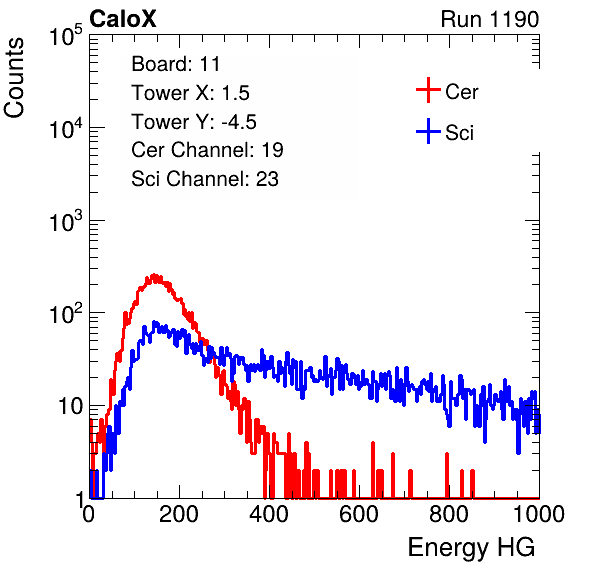 CaloX Run 1190
Counts
Board: 11
Tower X: 1.5
Tower Y: -4.5
Cer Channel: 19
Sci Channel: 23
Cer
Sci
10^5
10^4
10^3
10^2
10
1
0 200 400 600 800 1000
Energy HG